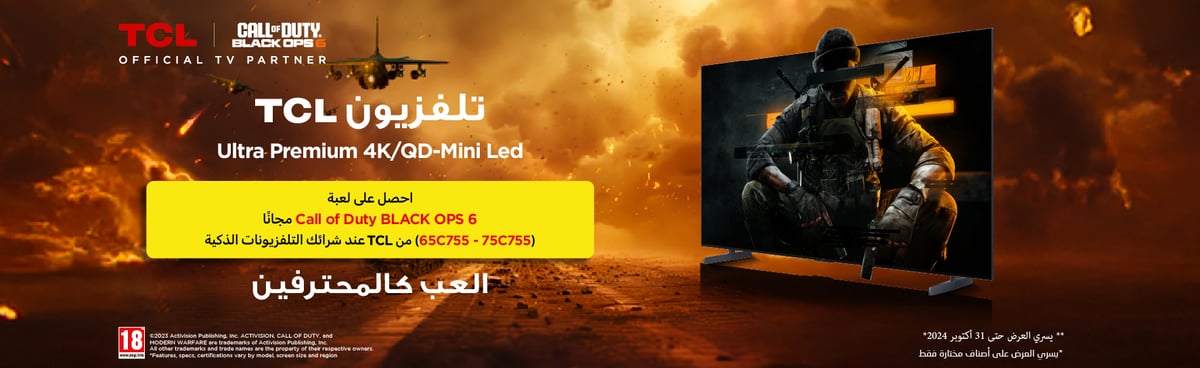 TCL
CALL OF DUTY
BLACK OPS 6
OFFICIAL TV PARTNER
تلفزيون TCL
Ultra Premium 4K/QD-Mini Led
احصل على لعبة
Call of Duty BLACK OPS 6 مجانًا
عند شرائك التلفزيونات الذكية TCL من (65C755 - 75C755)
العب كالمحترفين
18
www.pegi.info
©2023 Activision Publishing, Inc. ACTIVISION, CALL OF DUTY, and
MODERN WARFARE are trademarks of Activision Publishing, Inc.
All other trademarks and trade names are the property of their respective owners.
*Features, specs, certifications vary by model, screen size and region
** يسري العرض حتى 31 أكتوبر 2024*
*يسري العرض على أصناف مختارة فقط